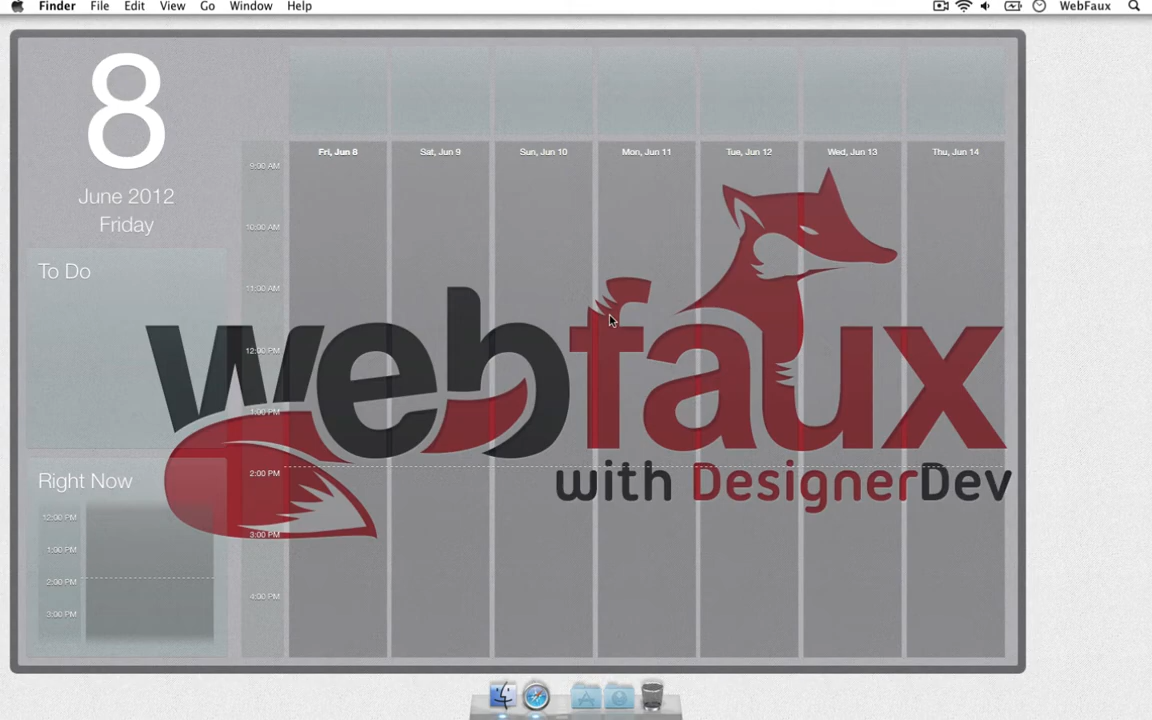 Finder File Edit View Go Window Help WebFaux
8
June 2012
Friday
To Do
Right Now
12:00 PM
1:00 PM
2:00 PM
3:00 PM
Fri, Jun 8 Sat, Jun 9 Sun, Jun 10 Mon, Jun 11 Tue, Jun 12 Wed, Jun 13 Thu, Jun 14
9:00 AM
10:00 AM
11:00 AM
12:00 PM
1:00 PM
2:00 PM
3:00 PM
4:00 PM
webfaux
with DesignerDev